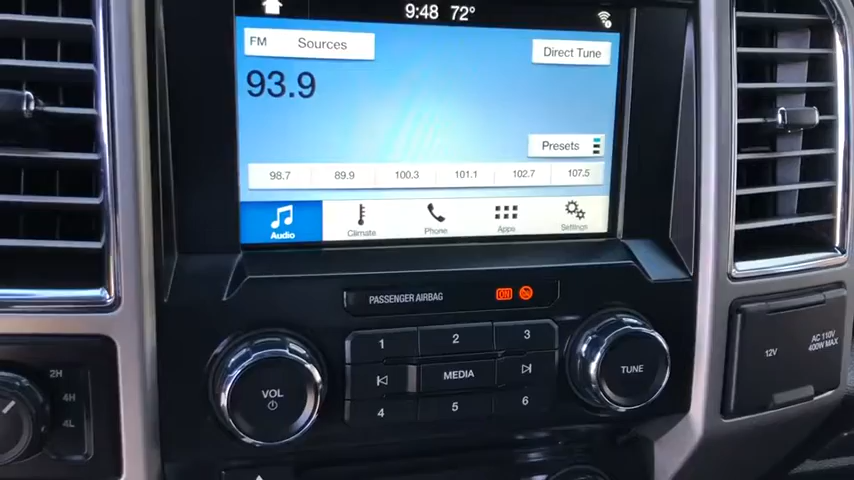 9:48 72°
FM Sources
Direct Tune
93.9
Presets
98.7 89.9 100.3 101.1 102.7 107.5
Audio Climate Phone Apps Settings
PASSENGER AIRBAG ON
1 2 3
VOL
MEDIA
TUNE
4 5 6
2H
4H
4L
12V
AC 110V
400W MAX